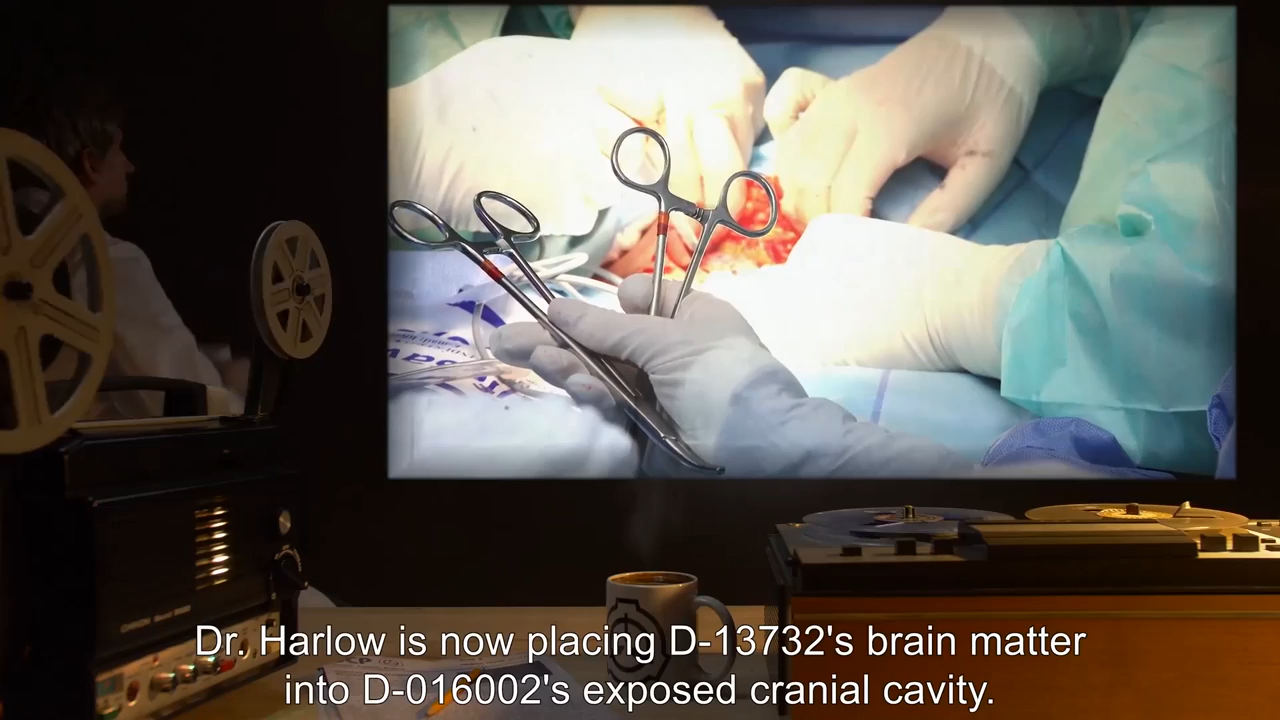 Dr. Harlow is now placing D-13732's brain matter
into D-016002's exposed cranial cavity.